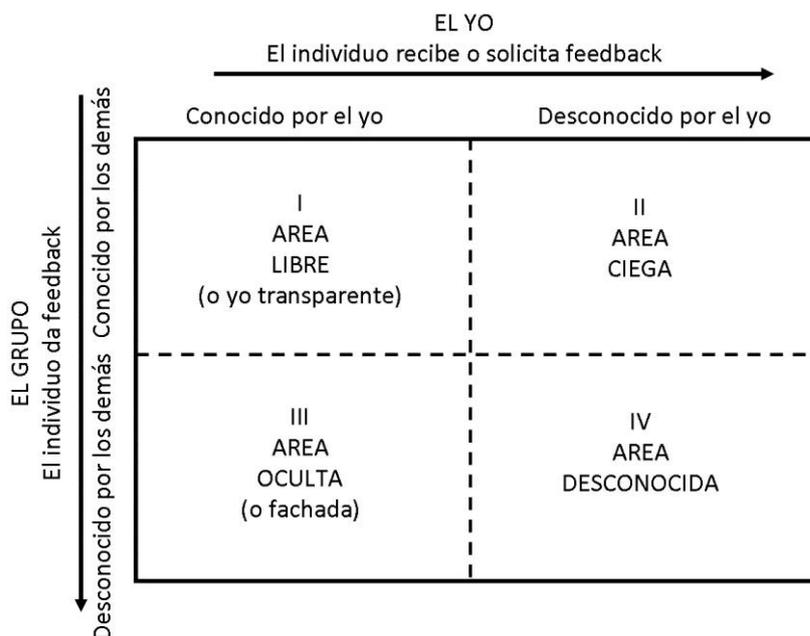 EL YO
El individuo recibe o solicita feedback
Conocido por el yo
Desconocido por el yo
EL GRUPO
El individuo da feedback
Conocido por los demás
Desconocido por los demás
I
AREA
LIBRE
(o yo transparente)
II
AREA
CIEGA
III
AREA
OCULTA
(o fachada)
IV
AREA
DESCONOCIDA